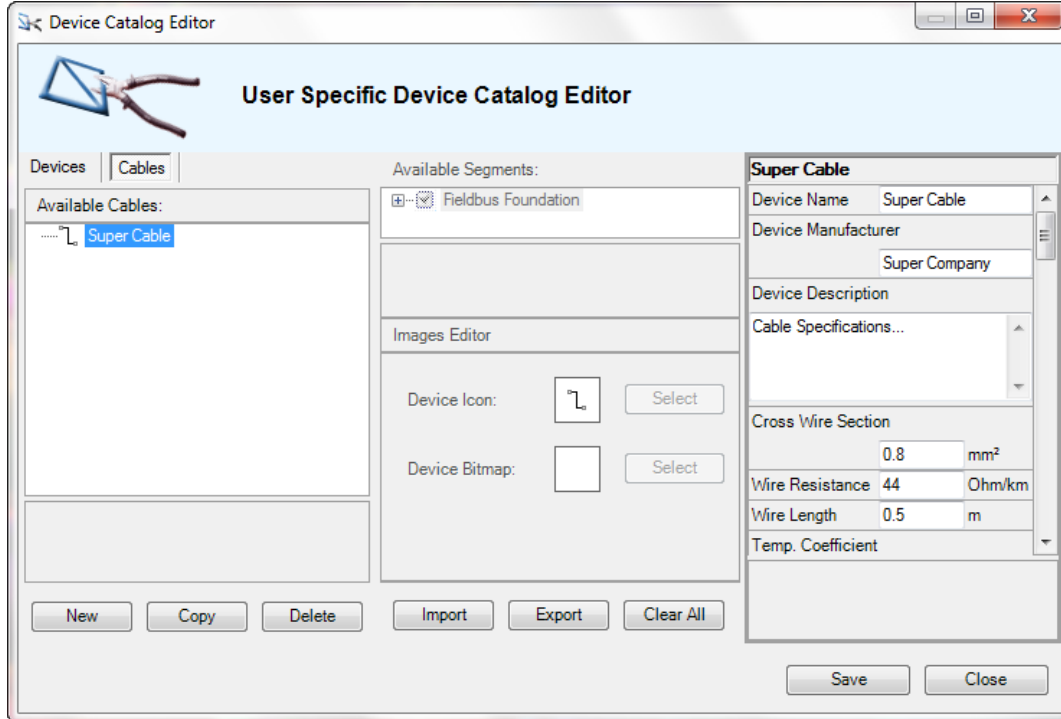 Device Catalog Editor
User Specific Device Catalog Editor
Devices
Cables
Available Cables:
Super Cable
New
Copy
Delete
Available Segments:
Fieldbus Foundation
Images Editor
Device Icon:
Select
Device Bitmap:
Select
Import
Export
Clear All
Super Cable
Device Name Super Cable
Device Manufacturer
Super Company
Device Description
Cable Specifications...
Cross Wire Section
0.8 mm²
Wire Resistance 44 Ohm/km
Wire Length 0.5 m
Temp. Coefficient
Save
Close